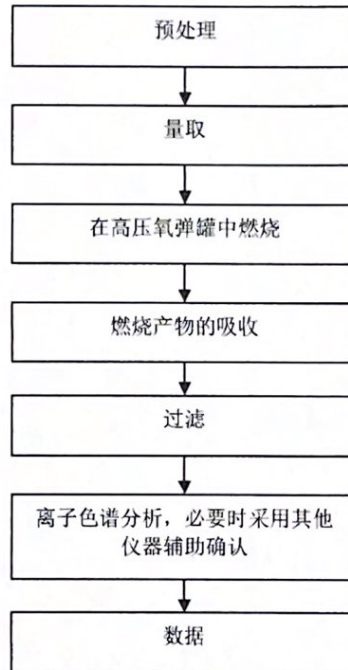 预处理
量取
在高压氧弹罐中燃烧
燃烧产物的吸收
过滤
离子色谱分析，必要时采用其他
仪器辅助确认
数据